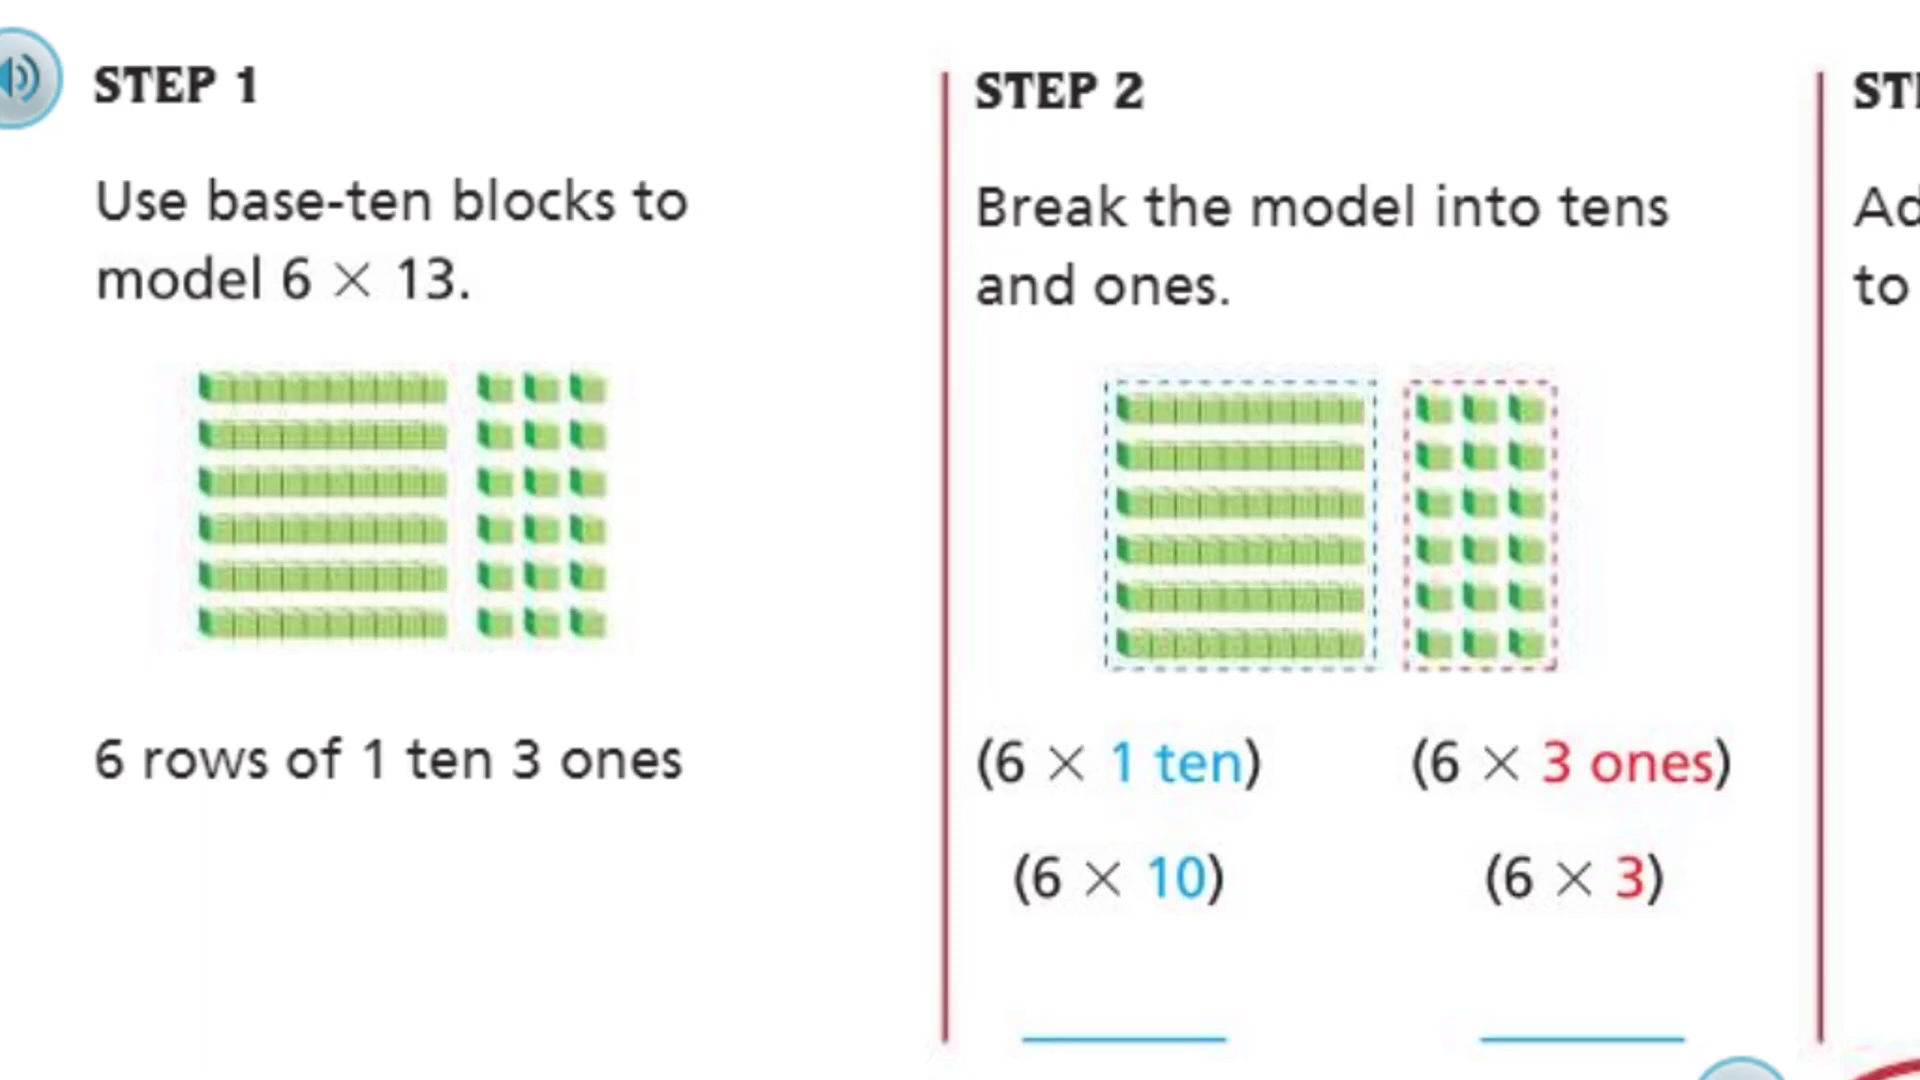 STEP 1
Use base-ten blocks to
model 6 × 13.
6 rows of 1 ten 3 ones
STEP 2
Break the model into tens
and ones.
(6 × 1 ten) (6 × 3 ones)
(6 × 10) (6 × 3)
to